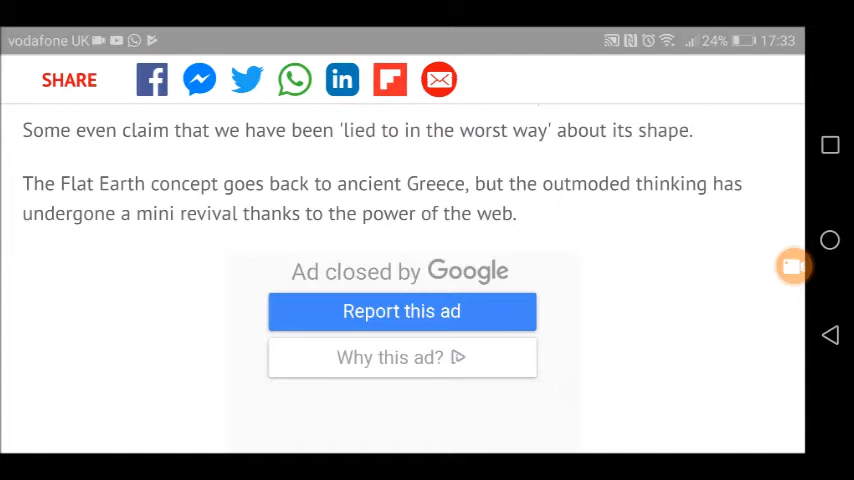 vodafone UK 24% 17:33
SHARE
Some even claim that we have been 'lied to in the worst way' about its shape.
The Flat Earth concept goes back to ancient Greece, but the outmoded thinking has
undergone a mini revival thanks to the power of the web.
Ad closed by Google
Report this ad
Why this ad?